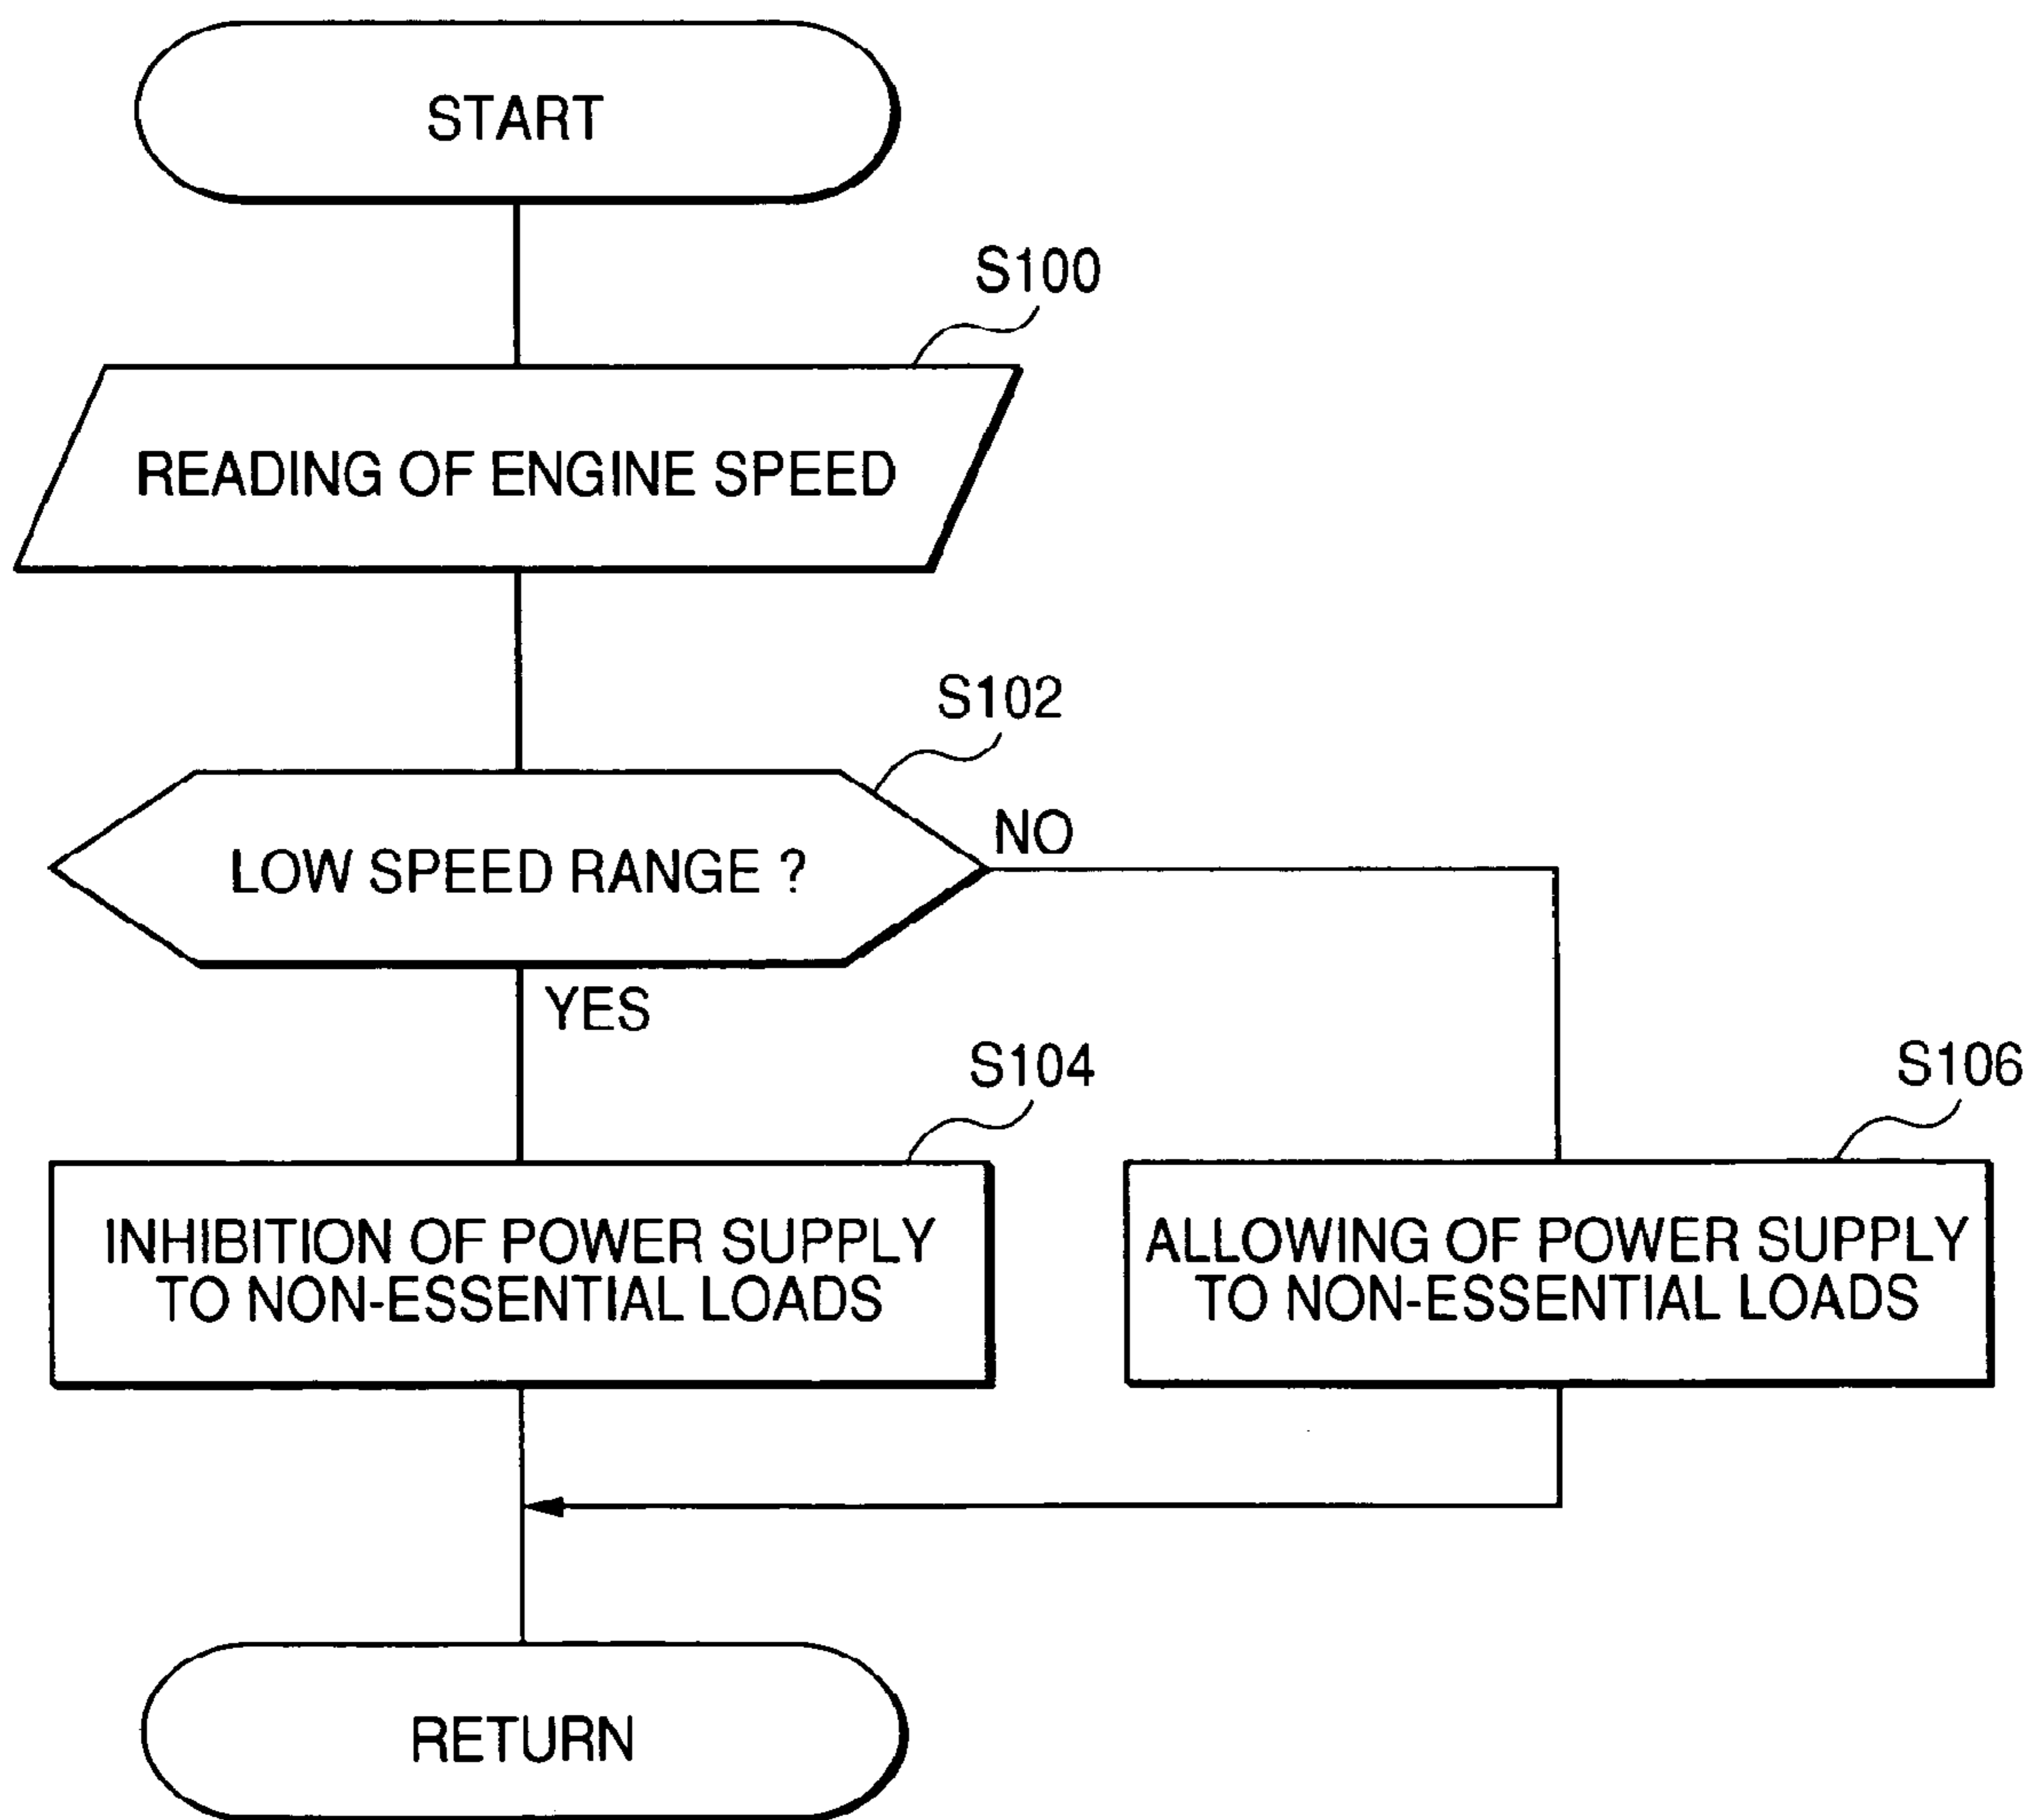 START
S100
READING OF ENGINE SPEED
S102
LOW SPEED RANGE ?
NO
YES
S104
INHIBITION OF POWER SUPPLY
TO NON-ESSENTIAL LOADS
S106
ALLOWING OF POWER SUPPLY
TO NON-ESSENTIAL LOADS
RETURN